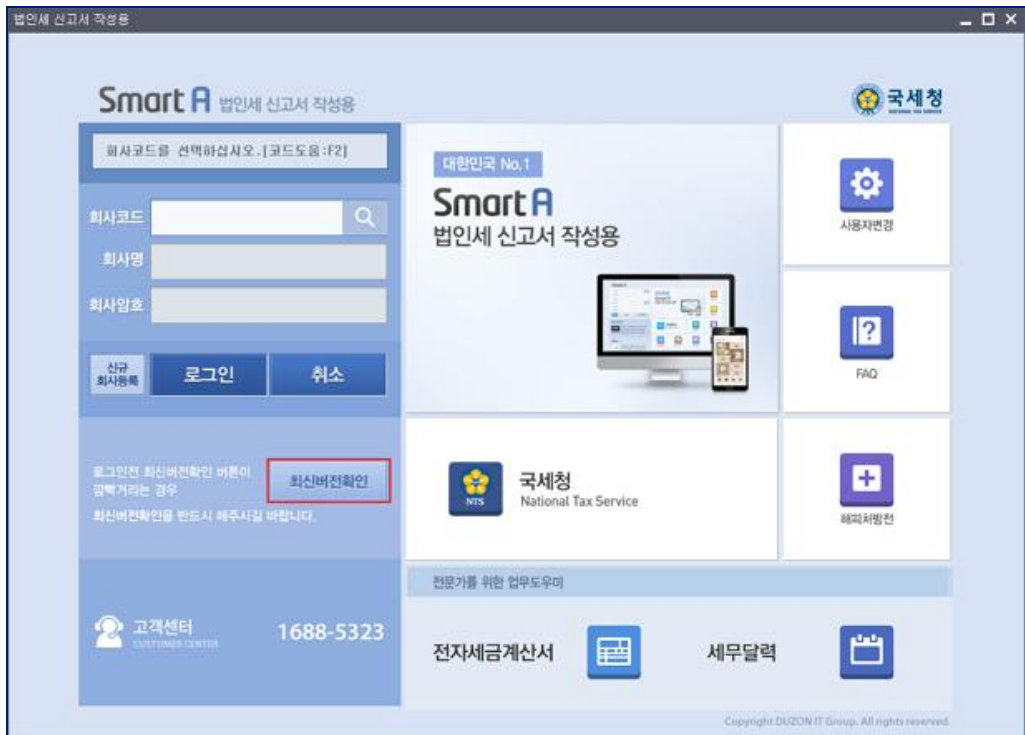 법인세 신고서 작성용
Smart A 법인세 신고서 작성용
국세청
NATIONAL TAX SERVICE
회사코드를 선택하십시오.[코드도움:F2]
회사코드
회사명
회사암호
신규
회사등록
로그인
취소
로그인전 최신버전확인 버튼이
깜빡거리는 경우
최신버전확인을 반드시 해주시길 바랍니다.
최신버전확인
고객센터
CUSTOMER CENTER
1688-5323
대한민국 No.1
Smart A
법인세 신고서 작성용
사용자변경
FAQ
NTS
국세청
National Tax Service
해피처방전
전문가를 위한 업무도우미
전자세금계산서
세무달력
Copyright DUZON IT Group. All rights reserved.